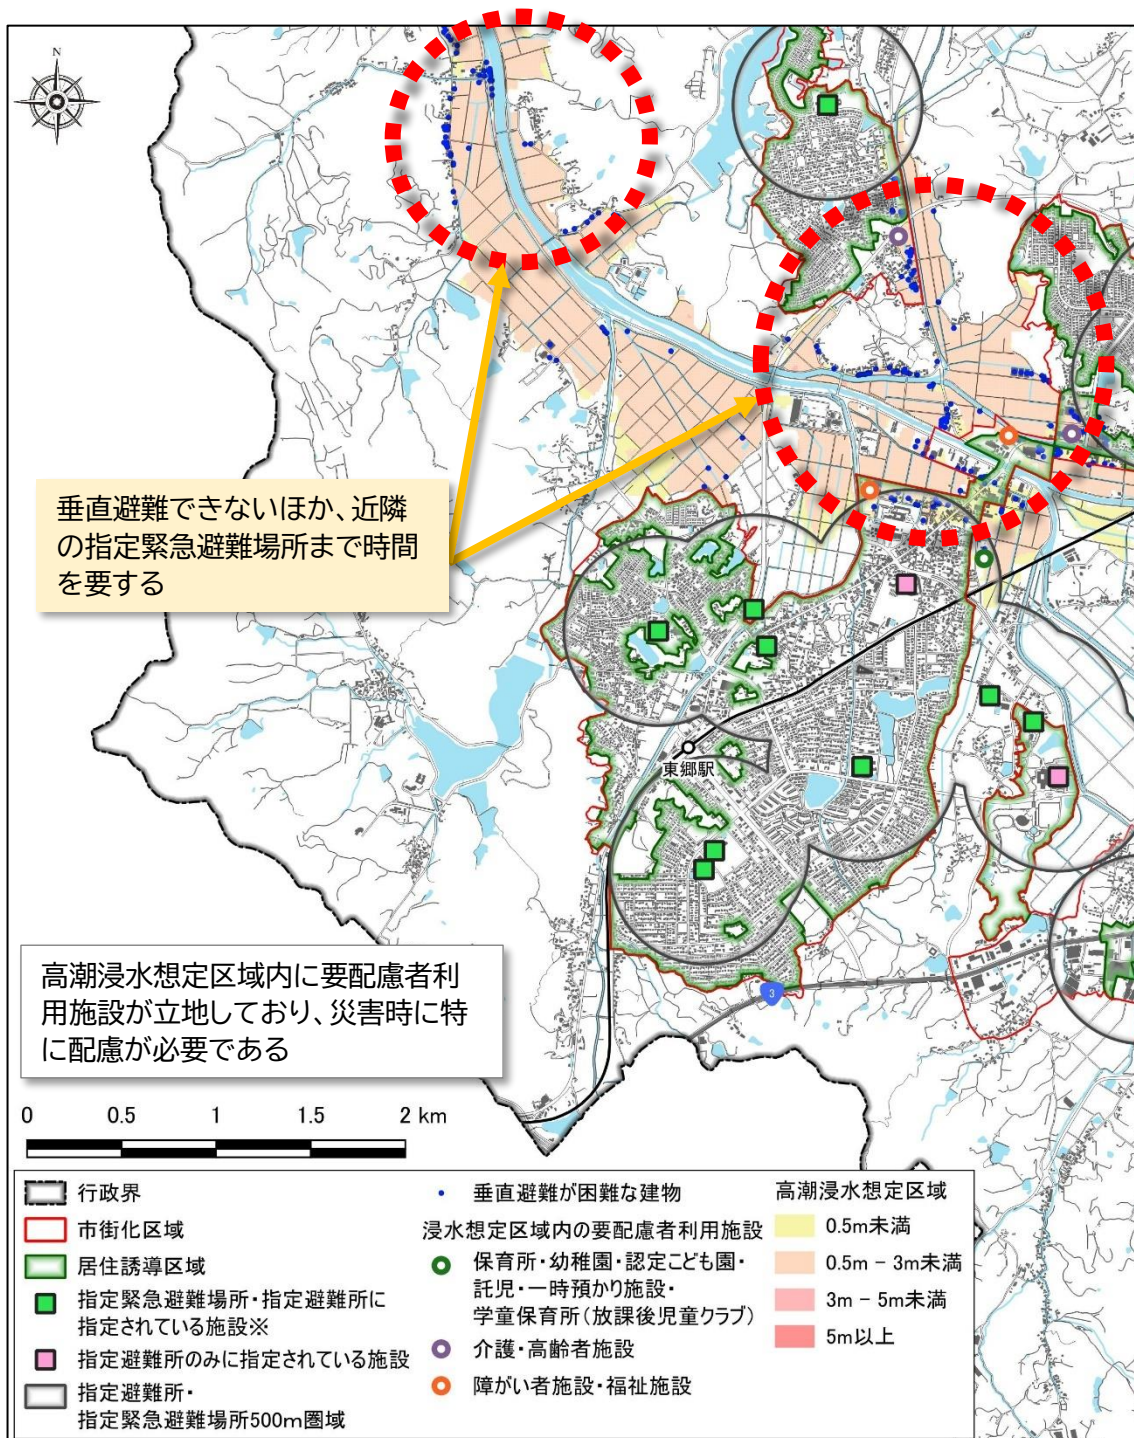 N
垂直避難できないほか、近隣
の指定緊急避難場所まで時間
を要する
東郷駅
3
高潮浸水想定区域内に要配慮者利
用施設が立地しており、災害時に特
に配慮が必要である
0 0.5 1 1.5 2 km
行政界
市街化区域
居住誘導区域
指定緊急避難場所・指定避難所に
指定されている施設※
指定避難所のみに指定されている施設
指定避難所・
指定緊急避難場所500m圏域
垂直避難が困難な建物
浸水想定区域内の要配慮者利用施設
保育所・幼稚園・認定こども園・
託児・一時預かり施設・
学童保育所(放課後児童クラブ)
介護・高齢者施設
障がい者施設・福祉施設
高潮浸水想定区域
0.5m未満
0.5m - 3m未満
3m - 5m未満
5m以上